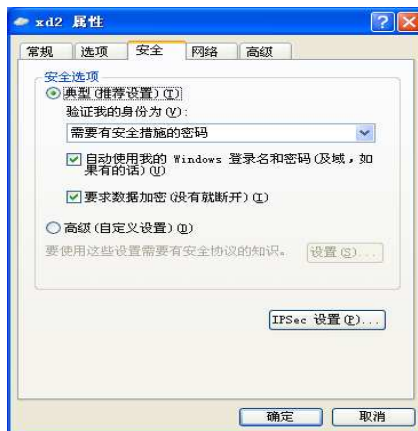 xd2 属性
常规 选项 安全 网络 高级
安全选项
典型(推荐设置)(T)
验证我的身份为(V):
需要有安全措施的密码
自动使用我的 Windows 登录名和密码(及域，如
果有的话)(U)
要求数据加密(没有就断开)(I)
高级(自定义设置)(D)
要使用这些设置需要有安全协议的知识。 设置(S)...
IPSec 设置(P)...
确定 取消